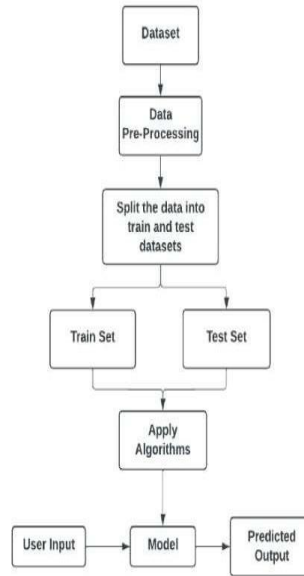 Dataset
Data
Pre-Processing
Split the data into
train and test
datasets
Train Set
Test Set
Apply
Algorithms
User Input
Model
Predicted
Output